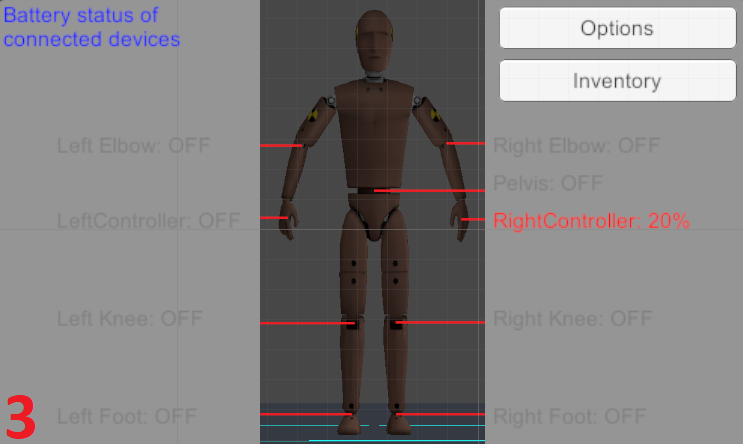 Battery status of
connected devices
Options
Inventory
Left Elbow: OFF
Right Elbow: OFF
Pelvis: OFF
LeftController: OFF
RightController: 20%
Left Knee: OFF
Right Knee: OFF
3
Left Foot: OFF
Right Foot: OFF